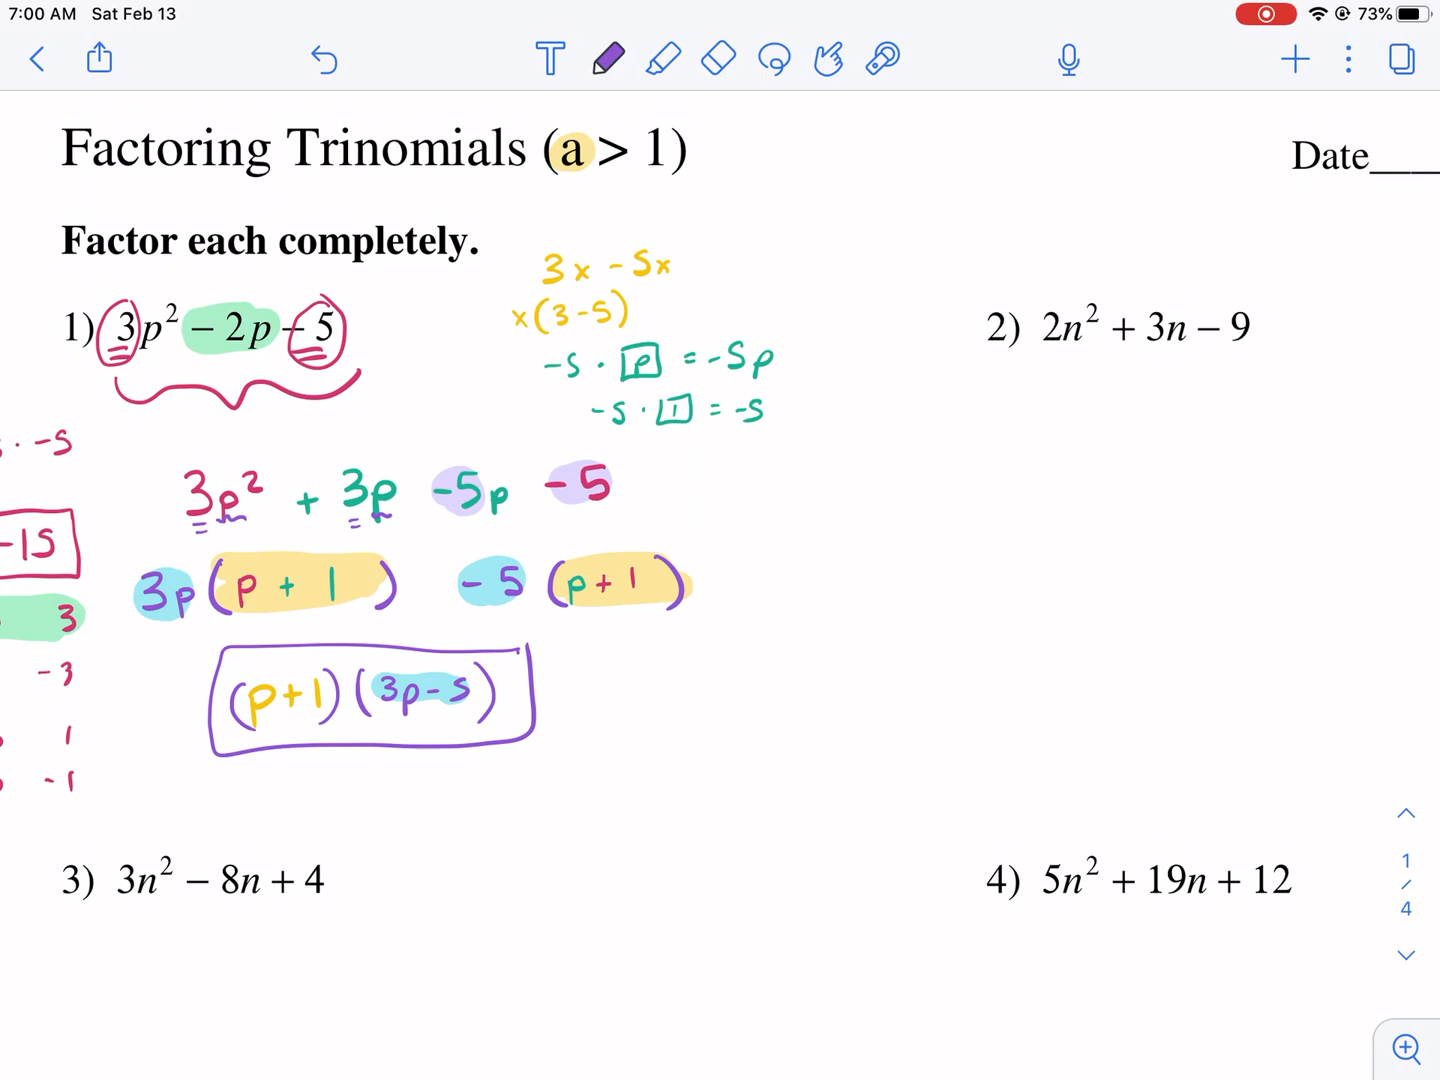 7:00 AM Sat Feb 13
73%
T
Factoring Trinomials (a > 1)
Date____
Factor each completely.
3x - 5x
x(3-5)
1) 3p² – 2p – 5
2) 2n² + 3n – 9
-5 · p = -5p
-5 · 1 = -5
· -5
3p² + 3p -5p - 5
-15
3p(p + 1) - 5(p+1)
3
-3
(p+1)(3p-5)
1
-1
3) 3n² – 8n + 4
4) 5n² + 19n + 12
1
/
4